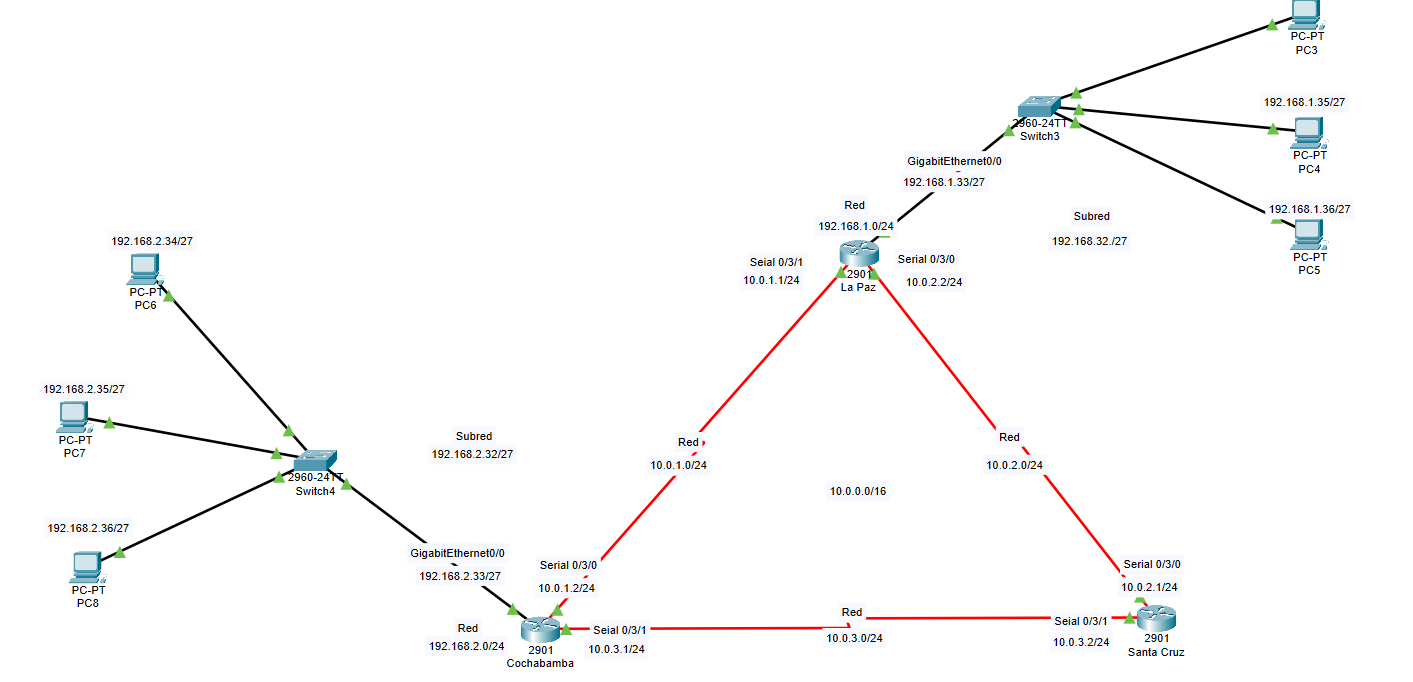 PC-PT
PC3
192.168.1.35/27
2960-24TT
Switch3
PC-PT
PC4
GigabitEthernet0/0
192.168.1.33/27
192.168.1.36/27
Red
192.168.1.0/24
Subred
192.168.32./27
PC-PT
PC5
192.168.2.34/27
PC-PT
PC6
Seial 0/3/1
10.0.1.1/24
2901
La Paz
Serial 0/3/0
10.0.2.2/24
192.168.2.35/27
PC-PT
PC7
Subred
192.168.2.32/27
Red
10.0.1.0/24
Red
10.0.2.0/24
2960-24TT
Switch4
10.0.0.0/16
192.168.2.36/27
PC-PT
PC8
GigabitEthernet0/0
192.168.2.33/27
Serial 0/3/0
10.0.1.2/24
Serial 0/3/0
10.0.2.1/24
Red
192.168.2.0/24
2901
Cochabamba
Seial 0/3/1
10.0.3.1/24
Red
10.0.3.0/24
Seial 0/3/1
10.0.3.2/24
2901
Santa Cruz